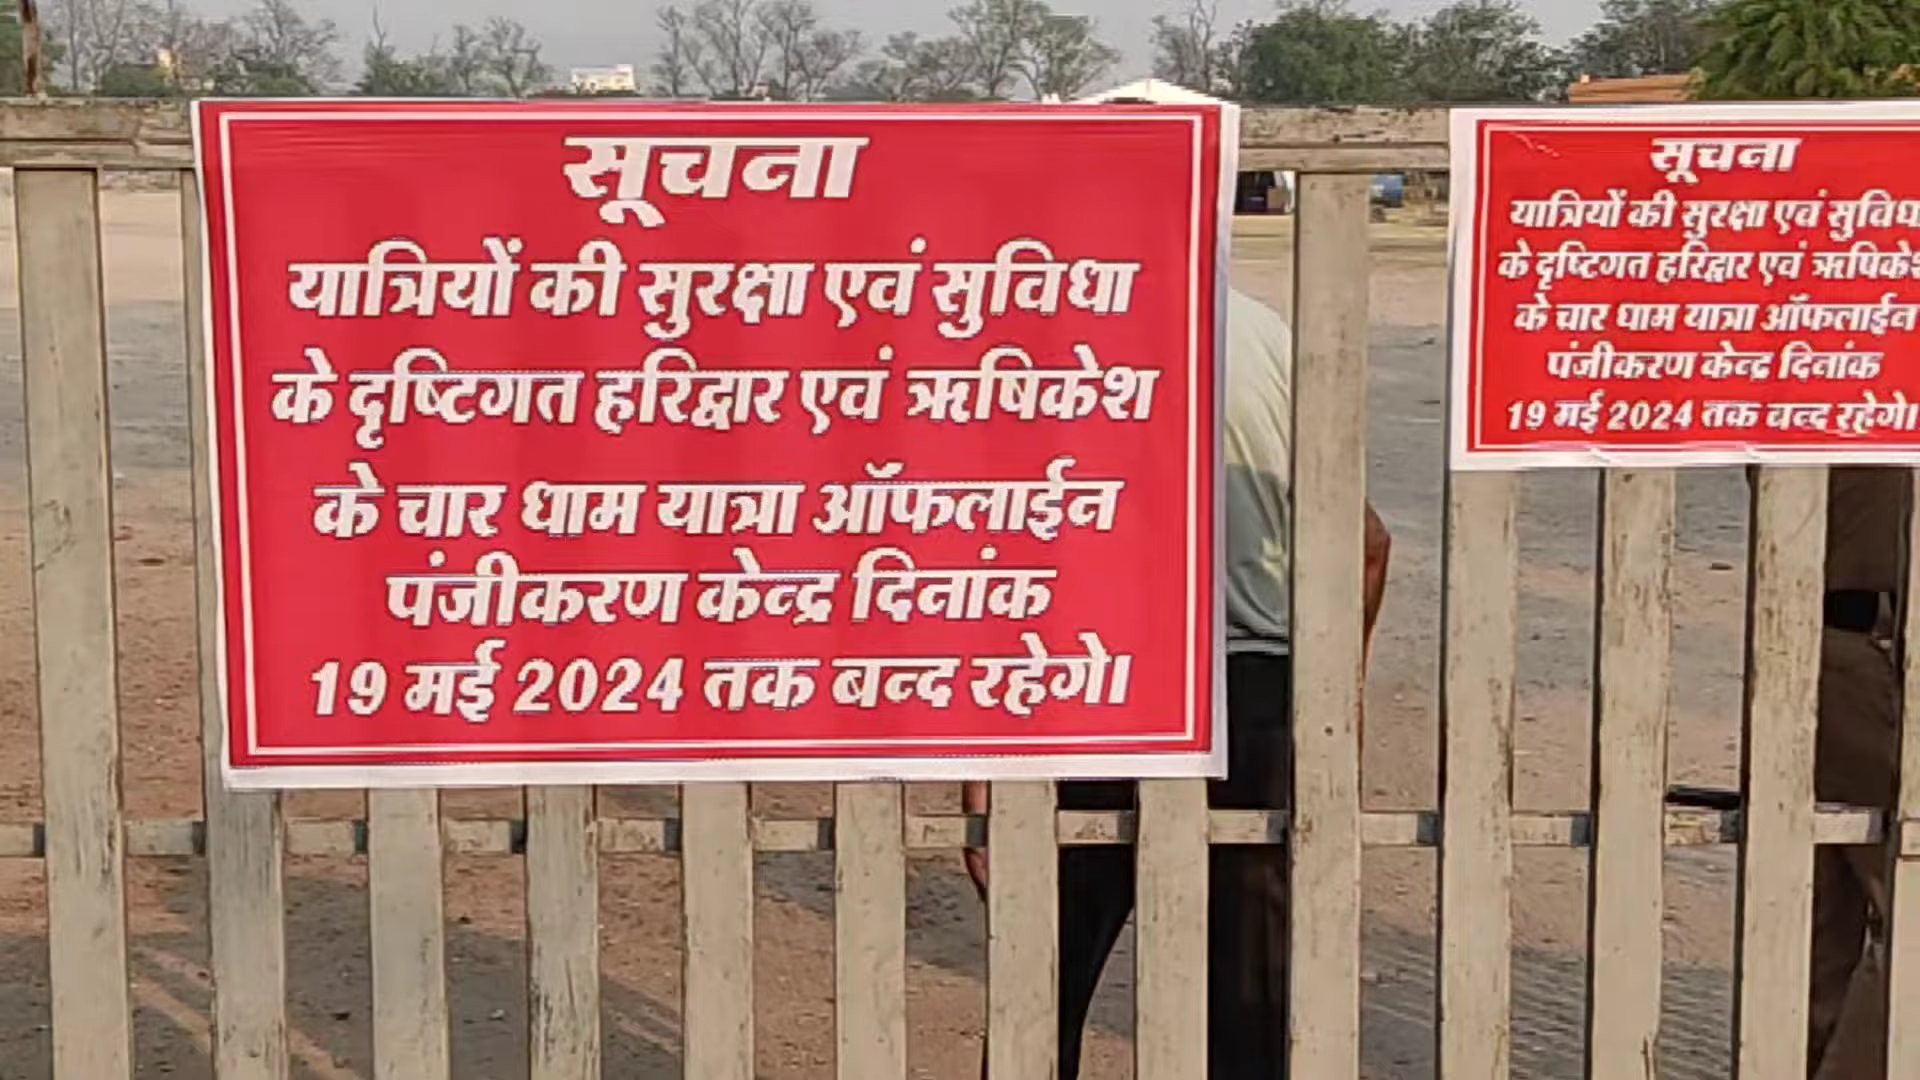 सूचना
यात्रियों की सुरक्षा एवं सुविधा
के दृष्टिगत हरिद्वार एवं ऋषिकेश
के चार धाम यात्रा ऑफलाईन
पंजीकरण केन्द्र दिनांक
19 मई 2024 तक बन्द रहेगे।
सूचना
यात्रियों की सुरक्षा एवं सुविध
के दृष्टिगत हरिद्वार एवं ऋषिकेश
के चार धाम यात्रा ऑफलाईन
पंजीकरण केन्द्र दिनांक
19 मई 2024 तक बन्द रहेगे।